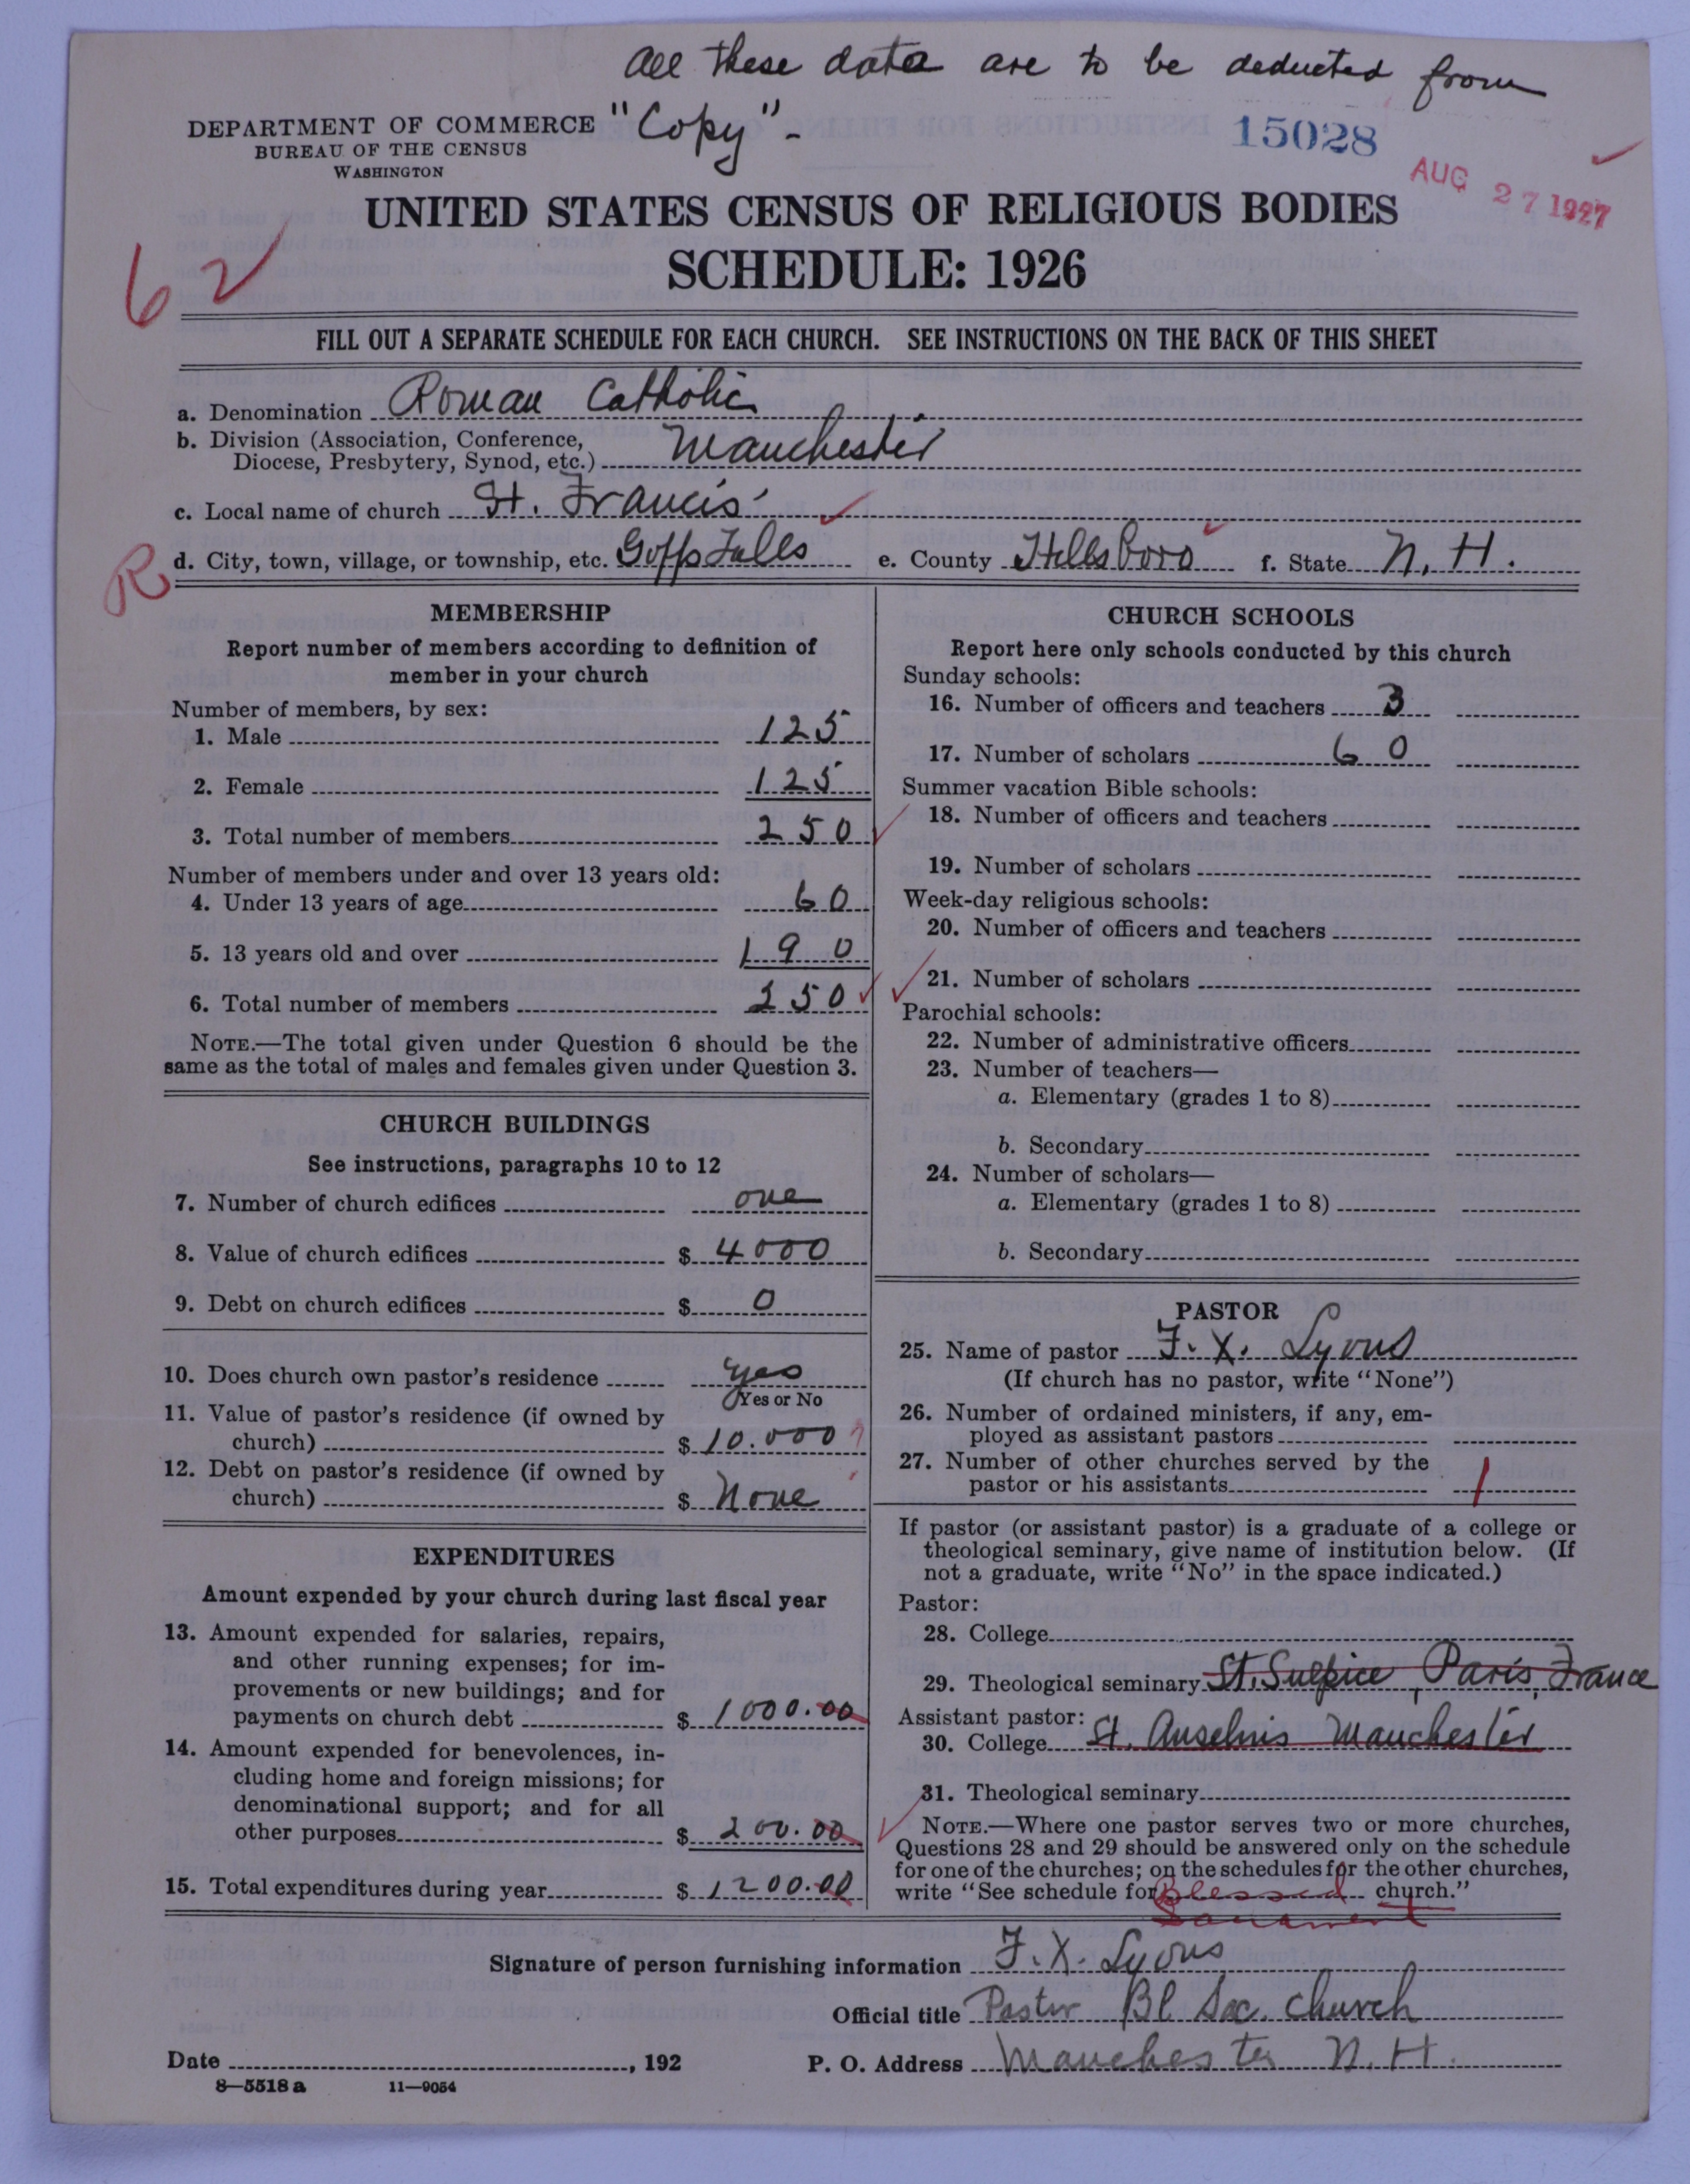 All these data are to be deducted from
"Copy" -
DEPARTMENT OF COMMERCE
BUREAU OF THE CENSUS
WASHINGTON
15028
AUG 27 1927
UNITED STATES CENSUS OF RELIGIOUS BODIES
SCHEDULE: 1926
62
FILL OUT A SEPARATE SCHEDULE FOR EACH CHURCH. SEE INSTRUCTIONS ON THE BACK OF THIS SHEET
a. Denomination Roman Catholic
b. Division (Association, Conference,
Diocese, Presbytery, Synod, etc.) Manchester
c. Local name of church St. Francis'
R
d. City, town, village, or township, etc. Goffs Falls e. County Hillsboro f. State N. H.
MEMBERSHIP
Report number of members according to definition of
member in your church
Number of members, by sex:
1. Male 125
2. Female 125
3. Total number of members 250
Number of members under and over 13 years old:
4. Under 13 years of age 60
5. 13 years old and over 190
6. Total number of members 250
NOTE.—The total given under Question 6 should be the
same as the total of males and females given under Question 3.
CHURCH BUILDINGS
See instructions, paragraphs 10 to 12
7. Number of church edifices one
8. Value of church edifices $ 4000
9. Debt on church edifices $ 0
10. Does church own pastor's residence yes
Yes or No
11. Value of pastor's residence (if owned by
church) $ 10.000 ?
12. Debt on pastor's residence (if owned by
church) $ None
EXPENDITURES
Amount expended by your church during last fiscal year
13. Amount expended for salaries, repairs,
and other running expenses; for im-
provements or new buildings; and for
payments on church debt $ 1000.00
14. Amount expended for benevolences, in-
cluding home and foreign missions; for
denominational support; and for all
other purposes $ 200.00
15. Total expenditures during year $ 1200.00
CHURCH SCHOOLS
Report here only schools conducted by this church
Sunday schools:
16. Number of officers and teachers 3
17. Number of scholars 60
Summer vacation Bible schools:
18. Number of officers and teachers
19. Number of scholars
Week-day religious schools:
20. Number of officers and teachers
21. Number of scholars
Parochial schools:
22. Number of administrative officers
23. Number of teachers—
a. Elementary (grades 1 to 8)
b. Secondary
24. Number of scholars—
a. Elementary (grades 1 to 8)
b. Secondary
PASTOR
25. Name of pastor F. X. Lyons
(If church has no pastor, write "None")
26. Number of ordained ministers, if any, em-
ployed as assistant pastors
27. Number of other churches served by the
pastor or his assistants 1
If pastor (or assistant pastor) is a graduate of a college or
theological seminary, give name of institution below. (If
not a graduate, write "No" in the space indicated.)
Pastor:
28. College
29. Theological seminary St. Sulpice, Paris, France
Assistant pastor:
30. College St. Anselms Manchester
31. Theological seminary
NOTE.—Where one pastor serves two or more churches,
Questions 28 and 29 should be answered only on the schedule
for one of the churches; on the schedules for the other churches,
write "See schedule for Blessed church."
Sacrament
Signature of person furnishing information F. X. Lyons
Official title Pastor Bl Sac. Church
Date , 192 P. O. Address Manchester N. H.
8—5518 a 11—9054